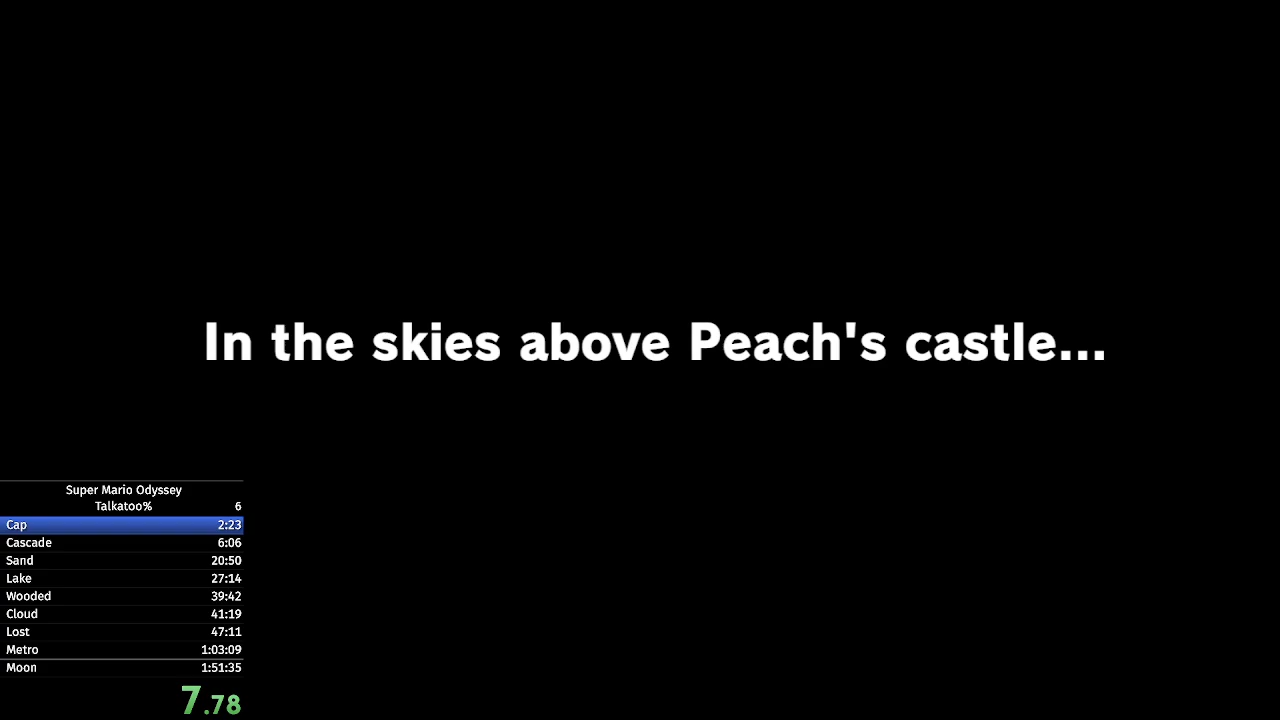 In the skies above Peach's castle...
Super Mario Odyssey
Talkatoo% 6
Cap 2:23
Cascade 6:06
Sand 20:50
Lake 27:14
Wooded 39:42
Cloud 41:19
Lost 47:11
Metro 1:03:09
Moon 1:51:35
7.78